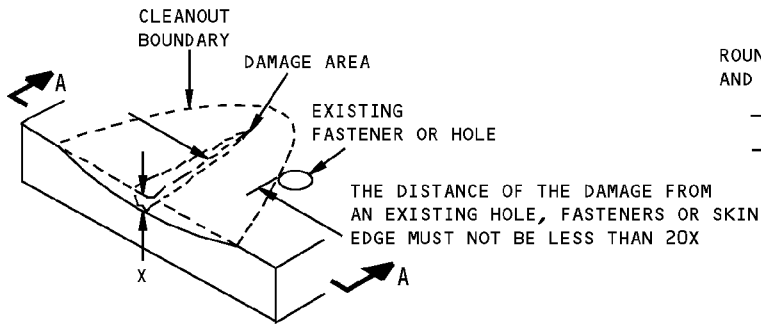 CLEANOUT
BOUNDARY
DAMAGE AREA
A
EXISTING
FASTENER OR HOLE
THE DISTANCE OF THE DAMAGE FROM
AN EXISTING HOLE, FASTENERS OR SKIN
EDGE MUST NOT BE LESS THAN 20X
X
A
AND